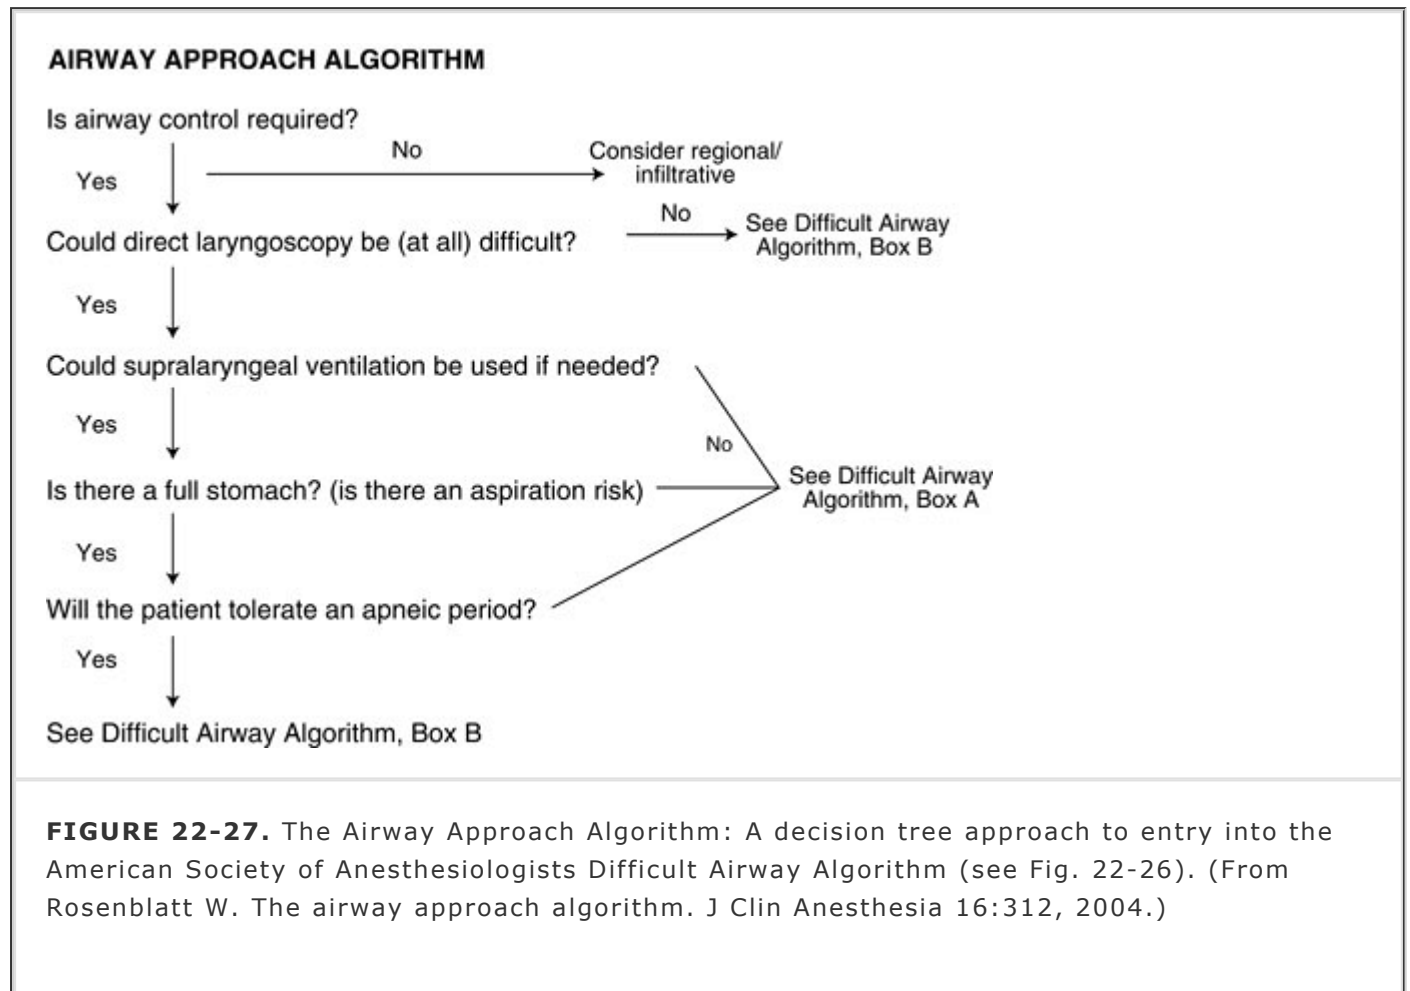 AIRWAY APPROACH ALGORITHM
Is airway control required?
No
Consider regional/
infiltrative
Yes
No
See Difficult Airway
Algorithm, Box B
Could direct laryngoscopy be (at all) difficult?
Yes
Could supralaryngeal ventilation be used if needed?
Yes
No
See Difficult Airway
Algorithm, Box A
Is there a full stomach? (is there an aspiration risk)
Yes
Will the patient tolerate an apneic period?
Yes
See Difficult Airway Algorithm, Box B
FIGURE 22-27. The Airway Approach Algorithm: A decision tree approach to entry into the
American Society of Anesthesiologists Difficult Airway Algorithm (see Fig. 22-26). (From
Rosenblatt W. The airway approach algorithm. J Clin Anesthesia 16:312, 2004.)